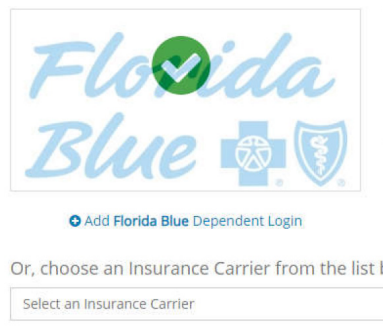 Florida
Blue
Add Florida Blue Dependent Login
Or, choose an Insurance Carrier from the list
Select an Insurance Carrier